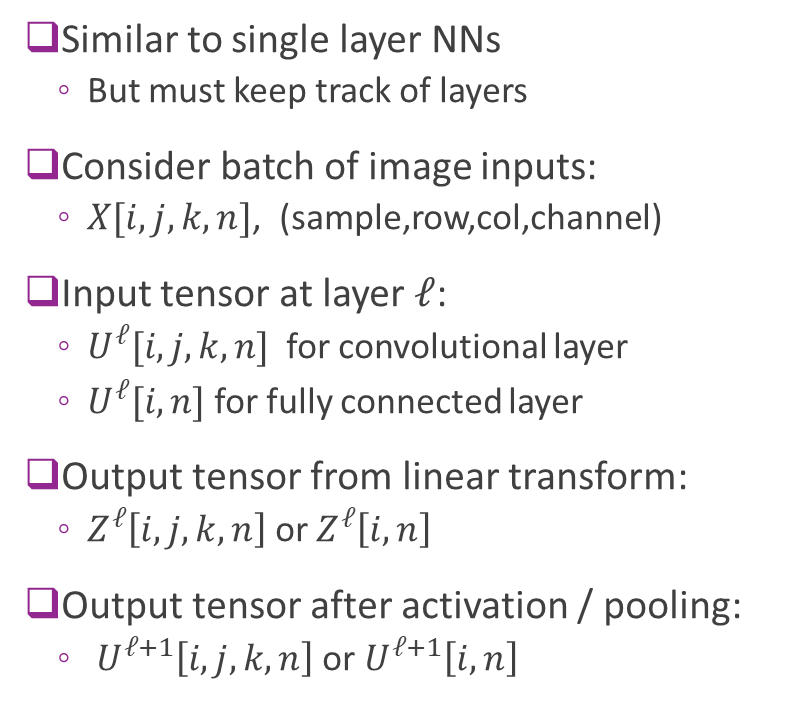 ❑Similar to single layer NNs
◦ But must keep track of layers
❑Consider batch of image inputs:
◦ X[i, j, k, n], (sample,row,col,channel)
❑Input tensor at layer ℓ:
◦ U^ℓ[i, j, k, n] for convolutional layer
◦ U^ℓ[i, n] for fully connected layer
❑Output tensor from linear transform:
◦ Z^ℓ[i, j, k, n] or Z^ℓ[i, n]
❑Output tensor after activation / pooling:
◦ U^{ℓ+1}[i, j, k, n] or U^{ℓ+1}[i, n]